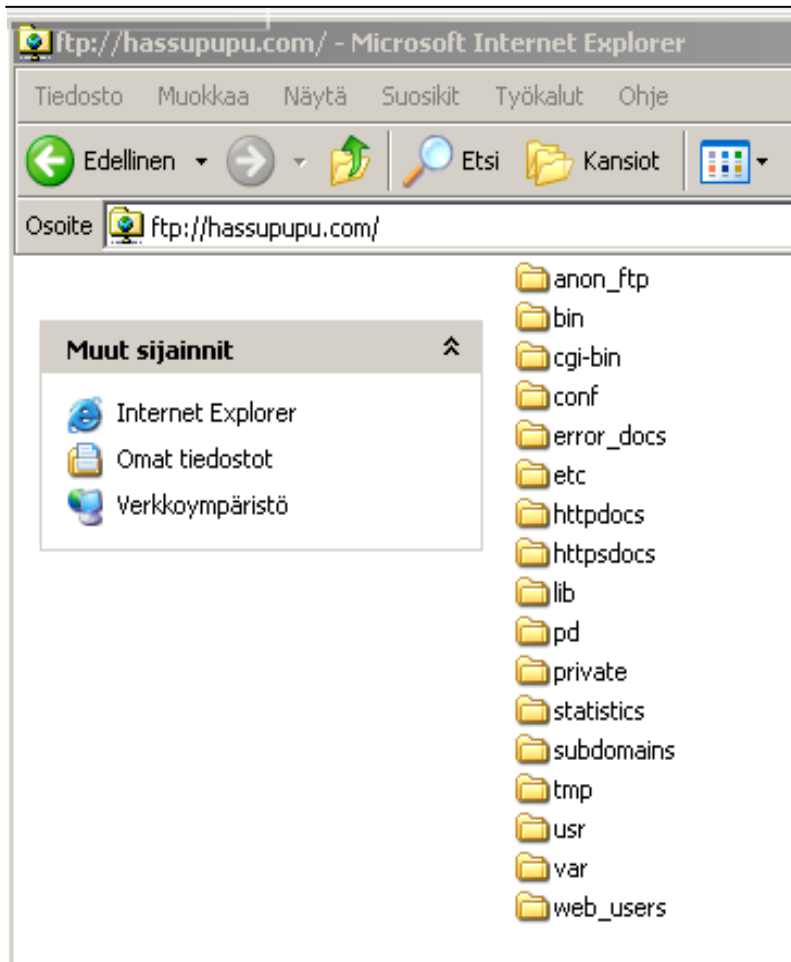 ftp://hassupupu.com/ - Microsoft Internet Explorer
Tiedosto Muokkaa Näytä Suosikit Työkalut Ohje
Edellinen Etsi Kansiot
Osoite ftp://hassupupu.com/
Muut sijainnit
Internet Explorer
Omat tiedostot
Verkkoympäristö
anon_ftp
bin
cgi-bin
conf
error_docs
etc
httpdocs
httpsdocs
lib
pd
private
statistics
subdomains
tmp
usr
var
web_users